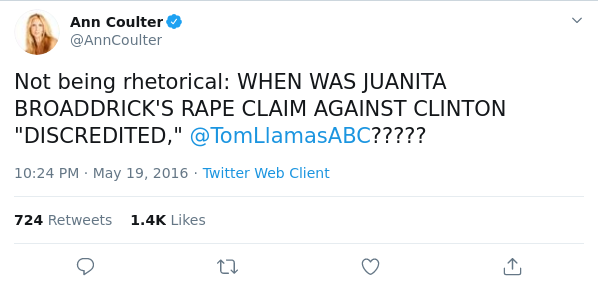 Ann Coulter
@AnnCoulter
Not being rhetorical: WHEN WAS JUANITA
BROADDRICK'S RAPE CLAIM AGAINST CLINTON
"DISCREDITED," @TomLlamasABC?????
10:24 PM · May 19, 2016 · Twitter Web Client
724 Retweets 1.4K Likes